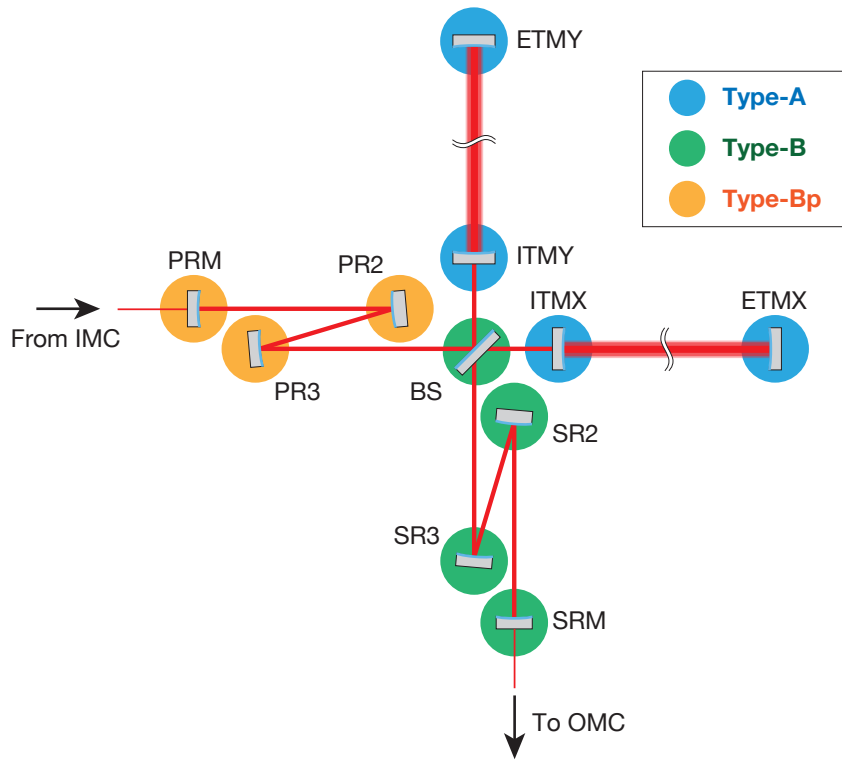 ETMY
Type-A
Type-B
Type-Bp
ITMY
PRM
PR2
ITMX
ETMX
From IMC
PR3
BS
SR2
SR3
SRM
To OMC